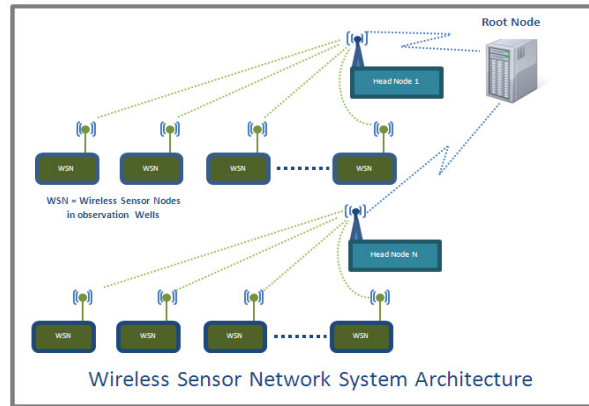 Root Node
Head Node 1
WSN
WSN
WSN
WSN
WSN = Wireless Sensor Nodes
in observation Wells
Head Node N
WSN
WSN
WSN
WSN
Wireless Sensor Network System Architecture